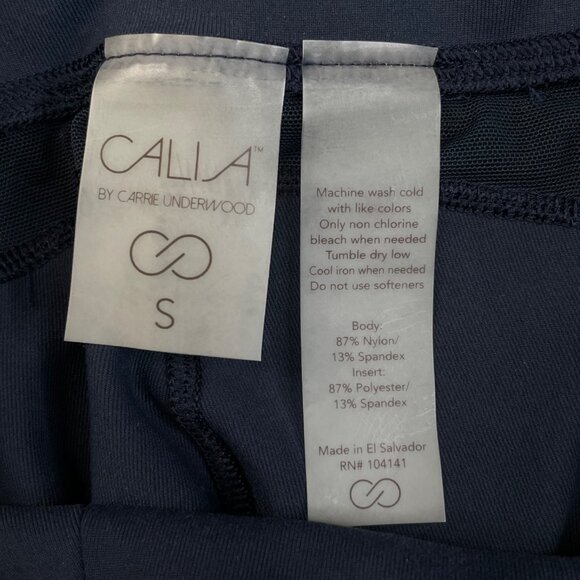 CALIA™
BY CARRIE UNDERWOOD
S
Machine wash cold
with like colors
Only non chlorine
bleach when needed
Tumble dry low
Cool iron when needed
Do not use softeners
Body:
87% Nylon/
13% Spandex
Insert:
87% Polyester/
13% Spandex
Made in El Salvador
RN# 104141